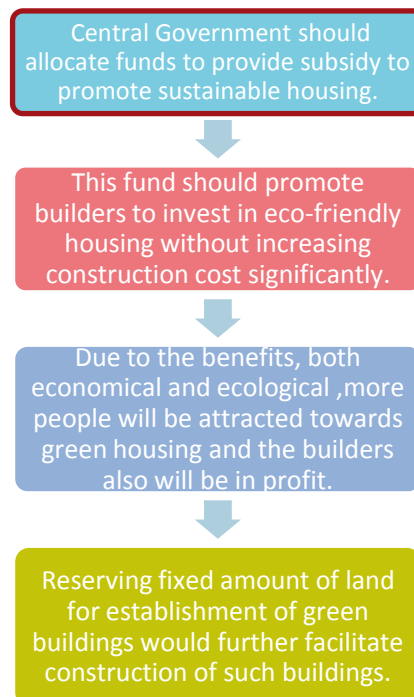 Central Government should
allocate funds to provide subsidy to
promote sustainable housing.
This fund should promote
builders to invest in eco-friendly
housing without increasing
construction cost significantly.
Due to the benefits, both
economical and ecological ,more
people will be attracted towards
green housing and the builders
also will be in profit.
Reserving fixed amount of land
for establishment of green
buildings would further facilitate
construction of such buildings.